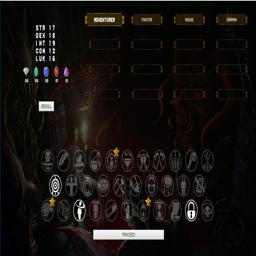 STR 17
DEX 18
INT 19
CON 12
LUK 16
ADVENTURER
FIGHTER
ROGUE
SHAMAN
REROLL
PROCEED